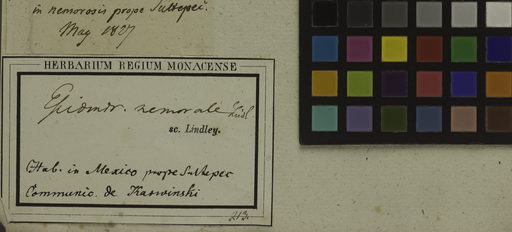 in nemorosis prope Sultepec.
May 1827
HERBARIUM REGIUM MONACENSE
Epidendr. nemorale Lindl.
sc. Lindley.
Hab. in Mexico prope Sultepec
Communic. de Karwinski
213.